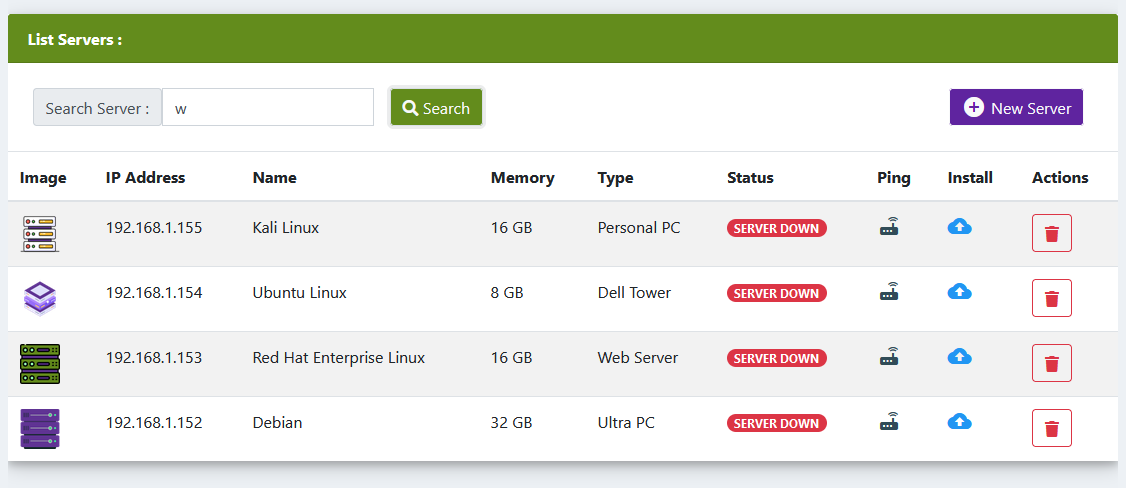 List Servers :
Search Server : w Search New Server
Image IP Address Name Memory Type Status Ping Install Actions
192.168.1.155 Kali Linux 16 GB Personal PC SERVER DOWN
192.168.1.154 Ubuntu Linux 8 GB Dell Tower SERVER DOWN
192.168.1.153 Red Hat Enterprise Linux 16 GB Web Server SERVER DOWN
192.168.1.152 Debian 32 GB Ultra PC SERVER DOWN